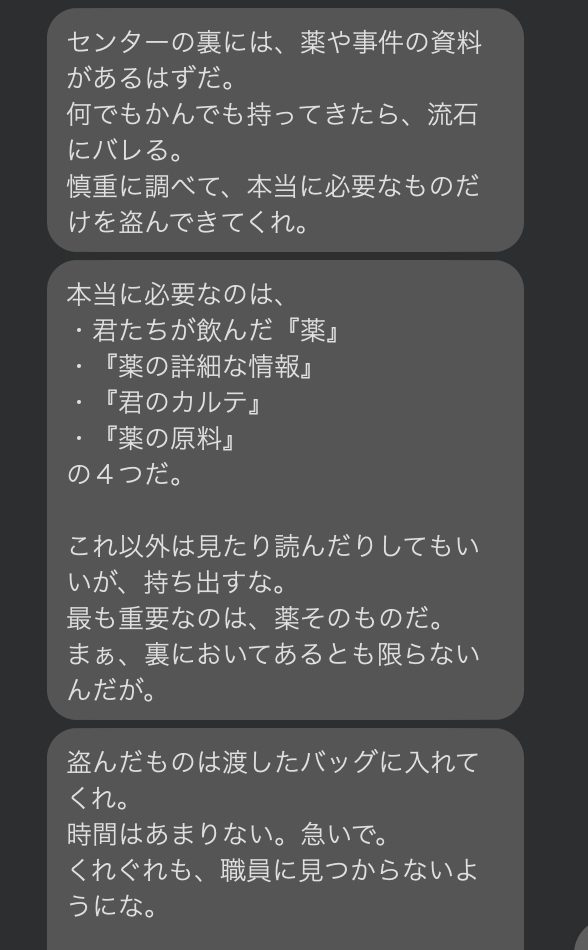 センターの裏には、薬や事件の資料
があるはずだ。
何でもかんでも持ってきたら、流石
にバレる。
慎重に調べて、本当に必要なものだ
けを盗んできてくれ。
本当に必要なのは、
・君たちが飲んだ『薬』
・『薬の詳細な情報』
・『君のカルテ』
・『薬の原料』
の４つだ。
これ以外は見たり読んだりしてもい
いが、持ち出すな。
最も重要なのは、薬そのものだ。
まぁ、裏においてあるとも限らない
んだが。
盗んだものは渡したバッグに入れて
くれ。
時間はあまりない。急いで。
くれぐれも、職員に見つからないよ
うにな。